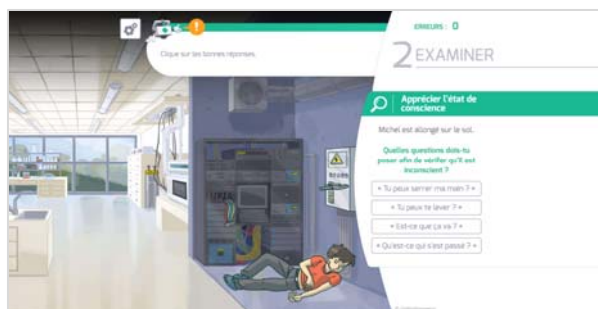 ERREURS : 0
Clique sur les bonnes réponses.
2 EXAMINER
Apprécier l'état de
conscience
Michel est allongé sur le sol.
Quelles questions dois-tu
poser afin de vérifier qu'il est
inconscient ?
« Tu peux serrer ma main ? »
« Tu peux te lever ? »
« Est-ce que ça va ? »
« Qu'est-ce qui s'est passé ? »